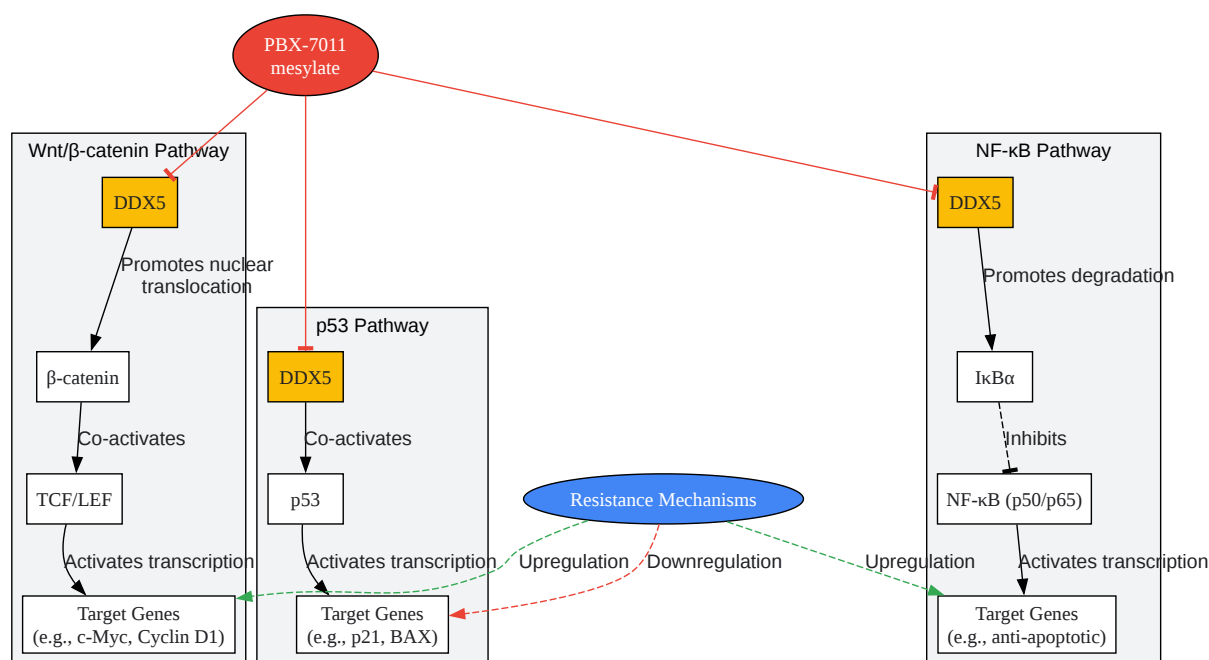 PBX-7011
mesylate
Wnt/β-catenin Pathway
DDX5
Promotes nuclear
translocation
β-catenin
Co-activates
TCF/LEF
Activates transcription
Target Genes
(e.g., c-Myc, Cyclin D1)
p53 Pathway
DDX5
Co-activates
p53
Activates transcription
Target Genes
(e.g., p21, BAX)
Resistance Mechanisms
Upregulation
Downregulation
Upregulation
NF-κB Pathway
DDX5
Promotes degradation
IκBα
Inhibits
NF-κB (p50/p65)
Activates transcription
Target Genes
(e.g., anti-apoptotic)